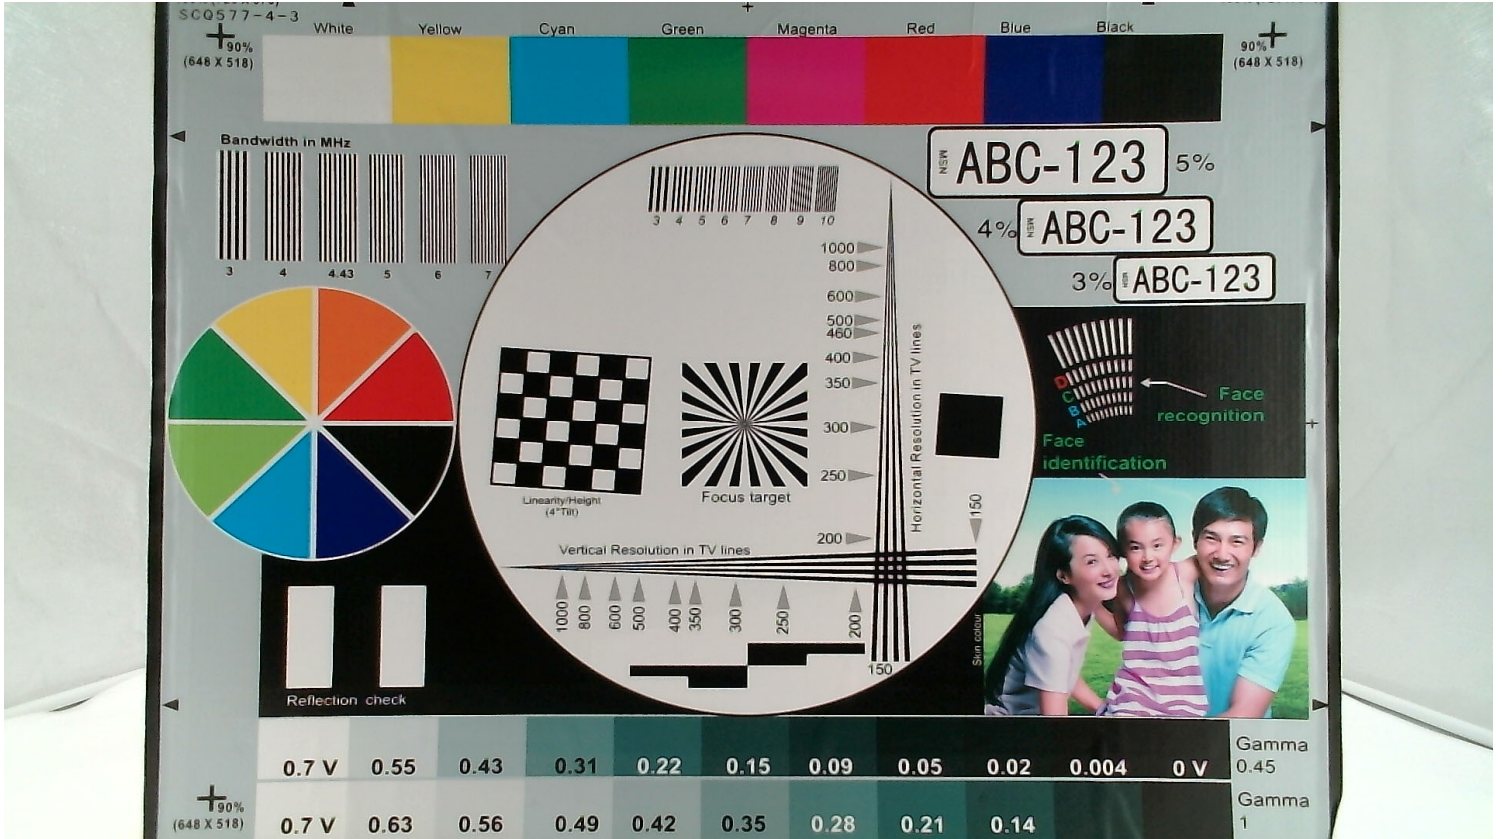 SCQ577-4-3
White Yellow Cyan Green Magenta Red Blue Black
90%
(648 X 518)
90%
(648 X 518)
Bandwidth in MHz
3 4 4.43 5 6 7
3 4 5 6 7 8 9 10
MSN ABC-123 5%
4% MSN ABC-123
3% MSN ABC-123
1000
800
600
500
460
400
350
300
250
200
150
Horizontal Resolution in TV lines
150
D
C
B
A
Face
recognition
Face
identification
Linearity/Height
(4°Tilt)
Focus target
Vertical Resolution in TV lines
1000 800 600 500 400 350 300 250 200
Skin colour
Reflection check
0.7 V 0.55 0.43 0.31 0.22 0.15 0.09 0.05 0.02 0.004 0 V
Gamma
0.45
90%
(648 X 518)
0.7 V 0.63 0.56 0.49 0.42 0.35 0.28 0.21 0.14
Gamma
1